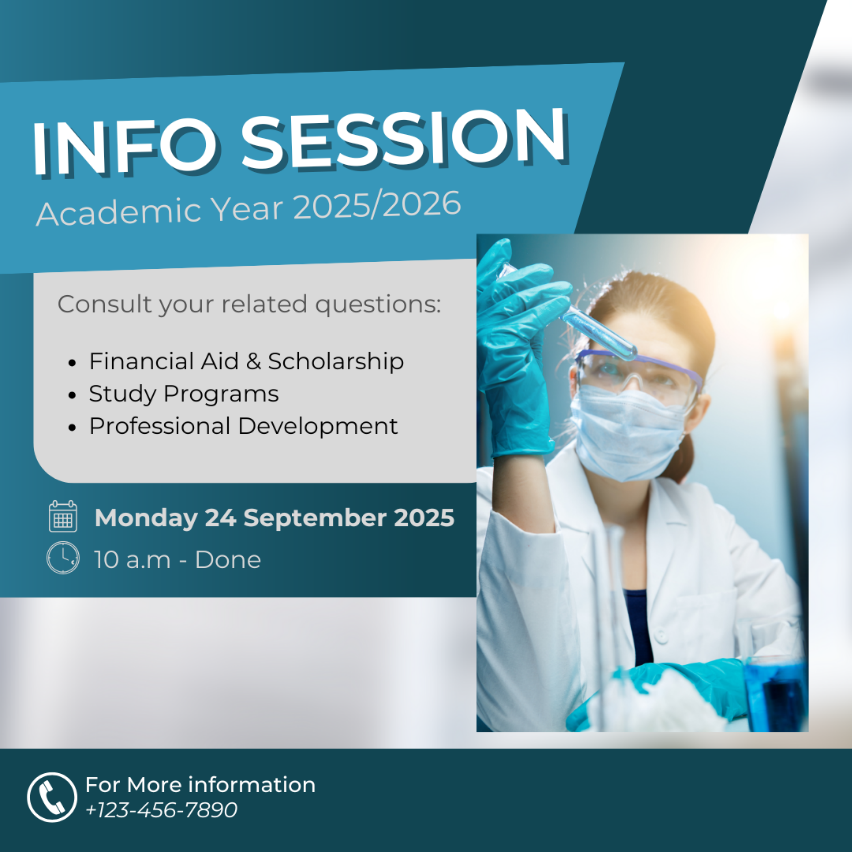 INFO SESSION
Academic Year 2025/2026
Consult your related questions:
• Financial Aid & Scholarship
• Study Programs
• Professional Development
Monday 24 September 2025
10 a.m - Done
For More information
+123-456-7890